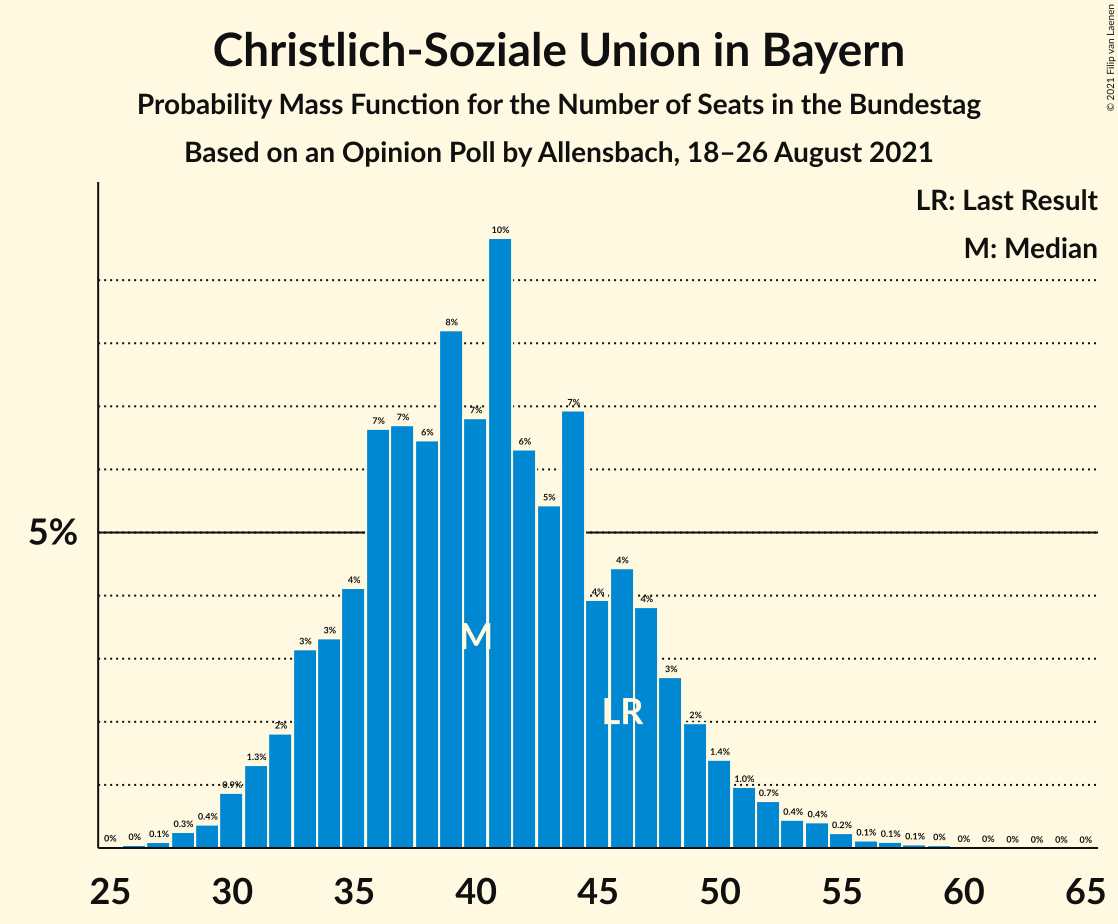 Christlich-Soziale Union in Bayern
Probability Mass Function for the Number of Seats in the Bundestag
Based on an Opinion Poll by Allensbach, 18–26 August 2021
© 2021 Filip van Laenen
LR: Last Result
M: Median
5%
0% 0% 0.1% 0.3% 0.4% 0.9% 1.3% 2% 3% 3% 4% 7% 7% 6% 8% 7% 10% 6% 5% 7% 4% 4% 4% 3% 2% 1.4% 1.0% 0.7% 0.4% 0.4% 0.2% 0.1% 0.1% 0.1% 0% 0% 0% 0% 0% 0% 0%
M
LR
25 30 35 40 45 50 55 60 65